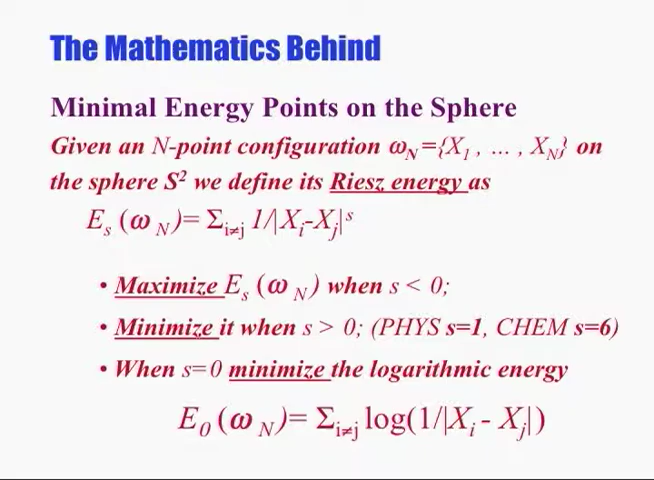 The Mathematics Behind
Minimal Energy Points on the Sphere
Given an N-point configuration ω_N={X_1 , … , X_N} on
the sphere S² we define its Riesz energy as
E_s (ω_N)= Σ_{i≠j} 1/|X_i-X_j|^s
• Maximize E_s (ω_N) when s < 0;
• Minimize it when s > 0; (PHYS s=1, CHEM s=6)
• When s=0 minimize the logarithmic energy
E_0 (ω_N)= Σ_{i≠j} log(1/|X_i - X_j|)